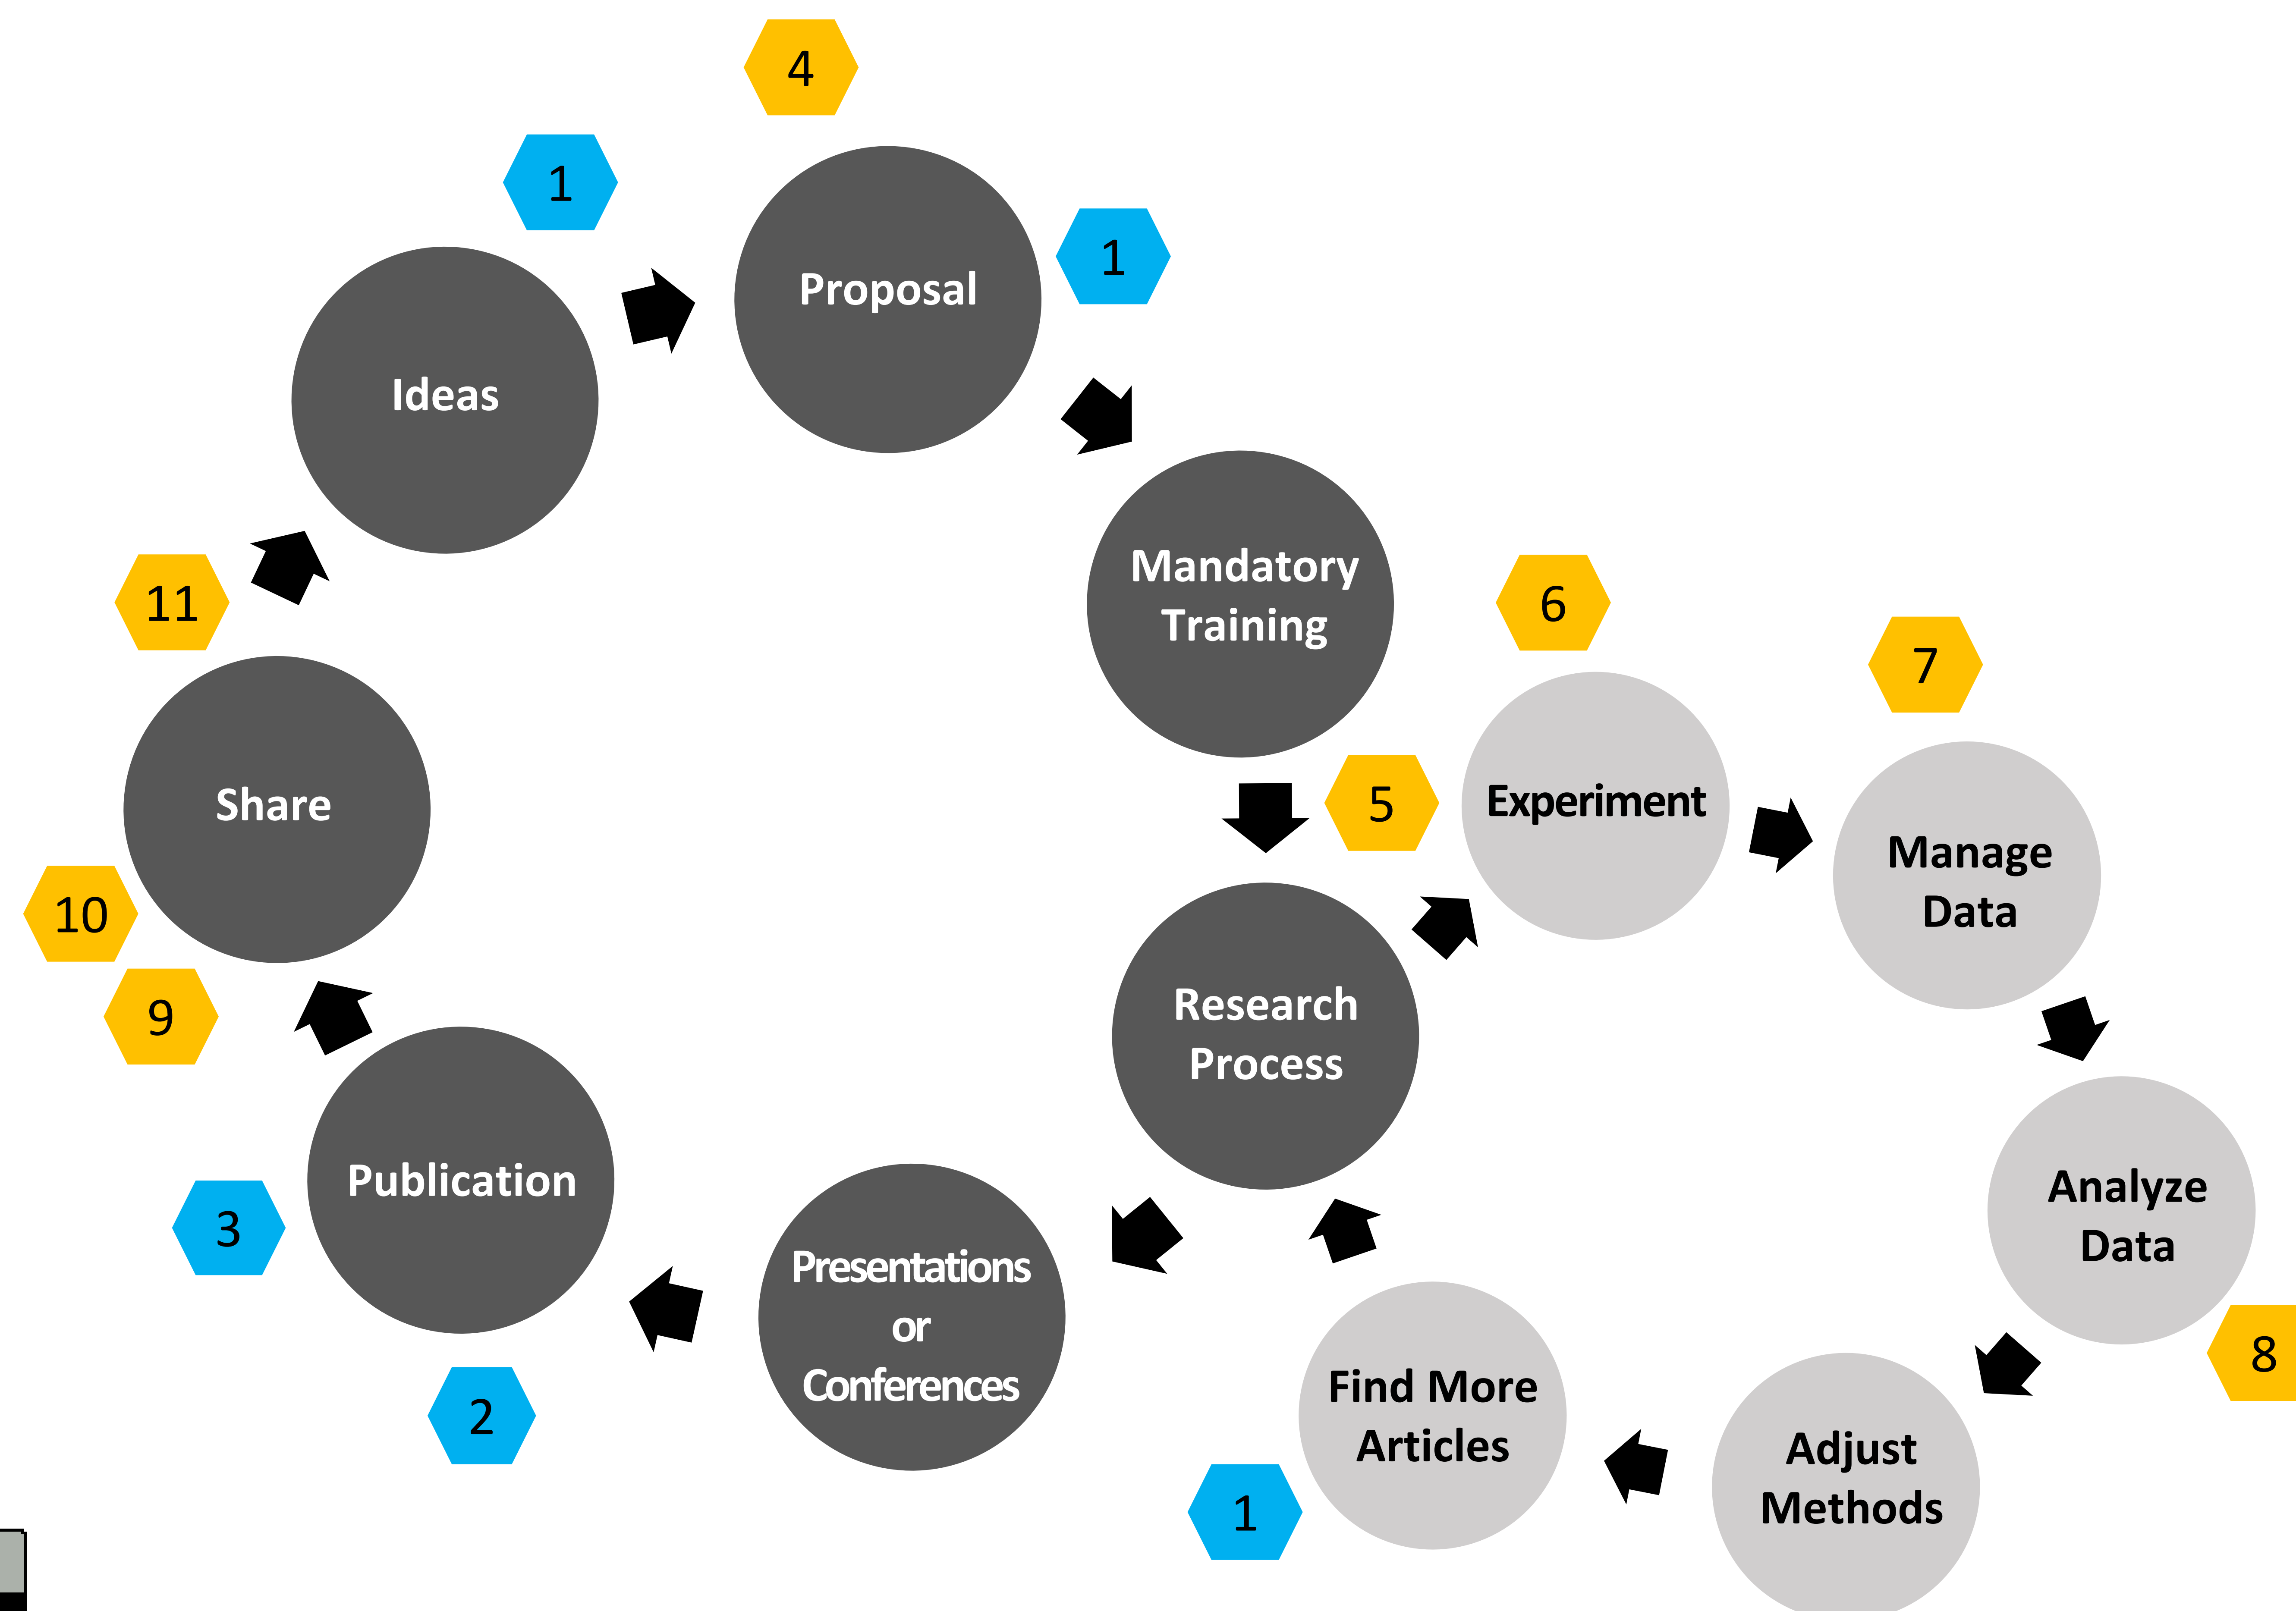 4
1
Proposal
1
Ideas
Mandatory
Training
11
6
7
Share
5
Experiment
Manage
Data
10
9
Research
Process
Publication
3
Analyze
Data
Presentations
or
Conferences
2
8
Find More
Articles
1
Adjust
Methods